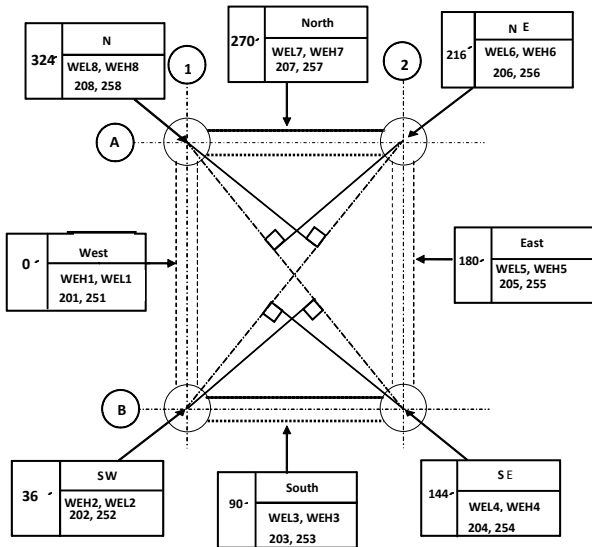 N
324°
WEL8, WEH8
208, 258
1
North
270°
WEL7, WEH7
207, 257
2
N E
216°
WEL6, WEH6
206, 256
A
West
0°
WEH1, WEL1
201, 251
East
180°
WEL5, WEH5
205, 255
B
SW
36°
WEH2, WEL2
202, 252
South
90°
WEL3, WEH3
203, 253
S E
144°
WEL4, WEH4
204, 254